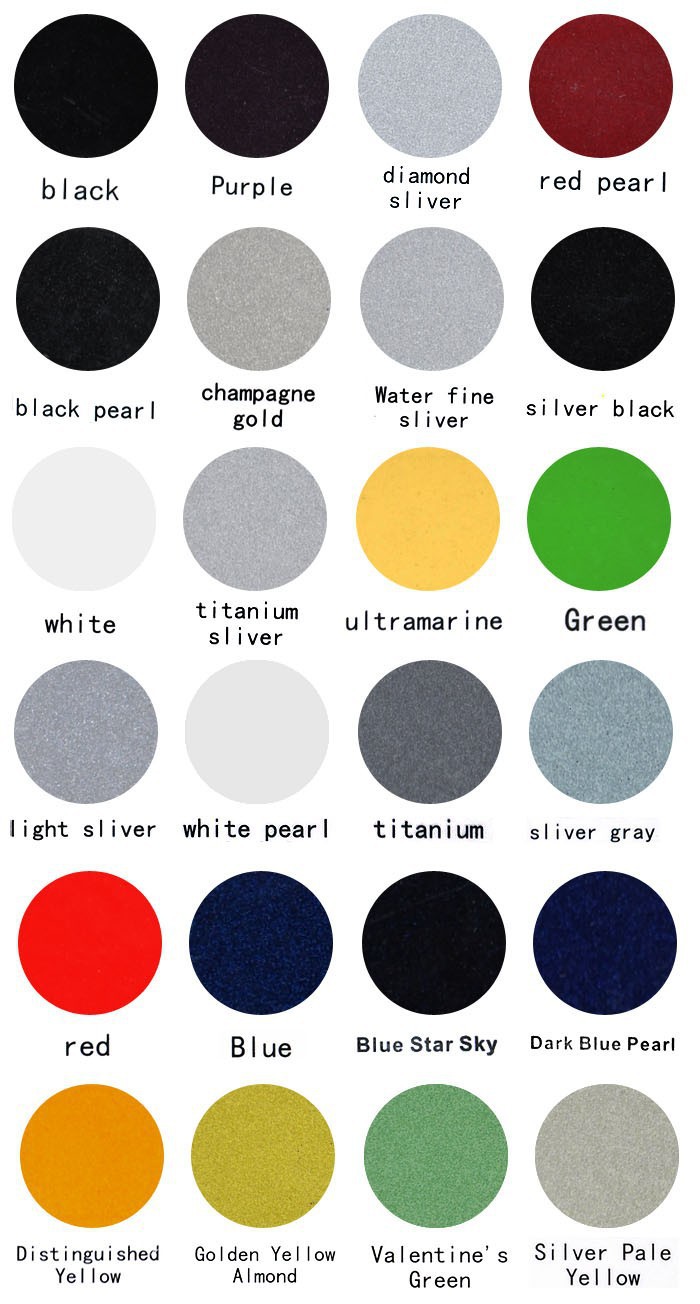 black
Purple
diamond
sliver
red pearl
black pearl
champagne
gold
Water fine
sliver
silver black
white
titanium
sliver
ultramarine
Green
light sliver
white pearl
titanium
sliver gray
red
Blue
Blue Star Sky
Dark Blue Pearl
Distinguished
Yellow
Golden Yellow
Almond
Valentine's
Green
Silver Pale
Yellow